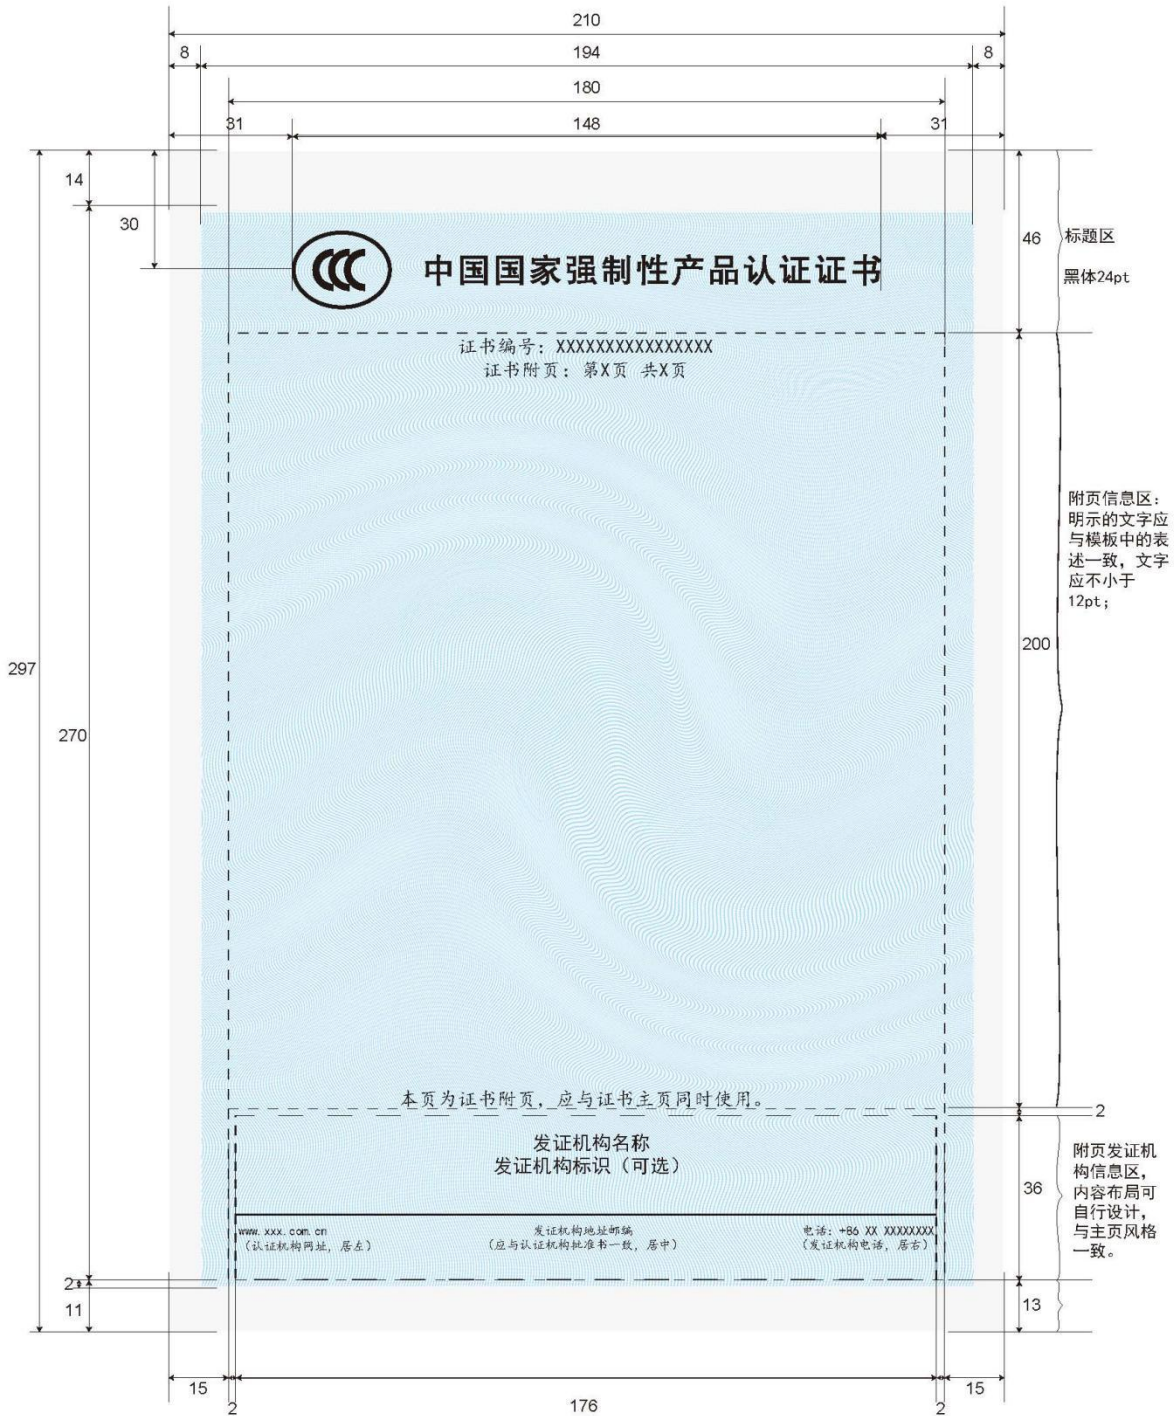 210
8 194 8
180
31 148 31
14
30
46
标题区
黑体24pt
CCC 中国国家强制性产品认证证书
证书编号：XXXXXXXXXXXXXXXX
证书附页：第X页 共X页
附页信息区：
明示的文字应
与模板中的表
述一致，文字
应不小于
12pt；
200
297
270
本页为证书附页，应与证书主页同时使用。
2
发证机构名称
发证机构标识（可选）
36
附页发证机
构信息区，
内容布局可
自行设计，
与主页风格
一致。
www.xxx.com.cn 发证机构地址邮编 电话：+86 XX XXXXXXXX
（认证机构网址，居左） （应与认证机构批准书一致，居中） （发证机构电话，居右）
2
11
13
15 15
2 176 2